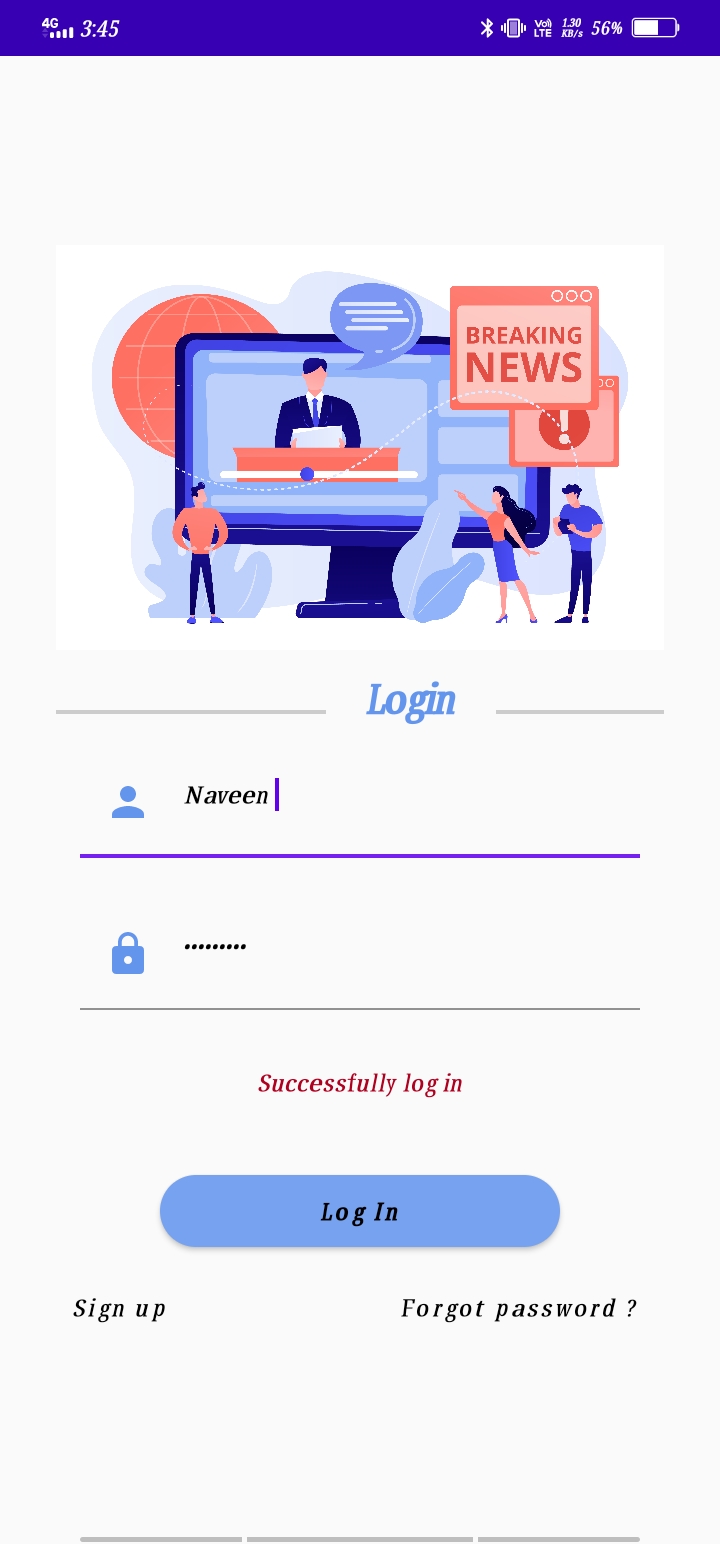 4G 3:45 Vo) LTE 1.30 KB/s 56%
BREAKING
NEWS
!
Login
Naveen
•••••••••
Successfully log in
Log In
Sign up Forgot password ?